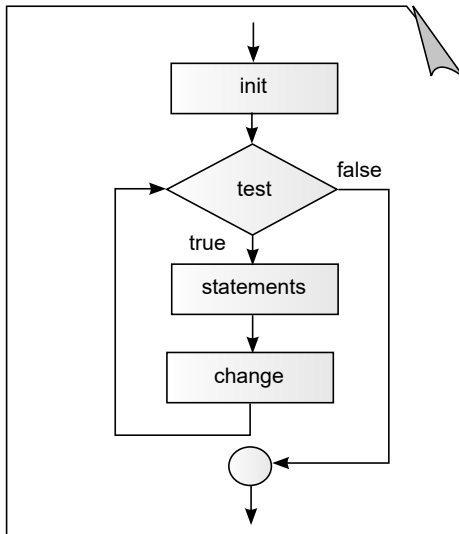 init
false
test
true
statements
change